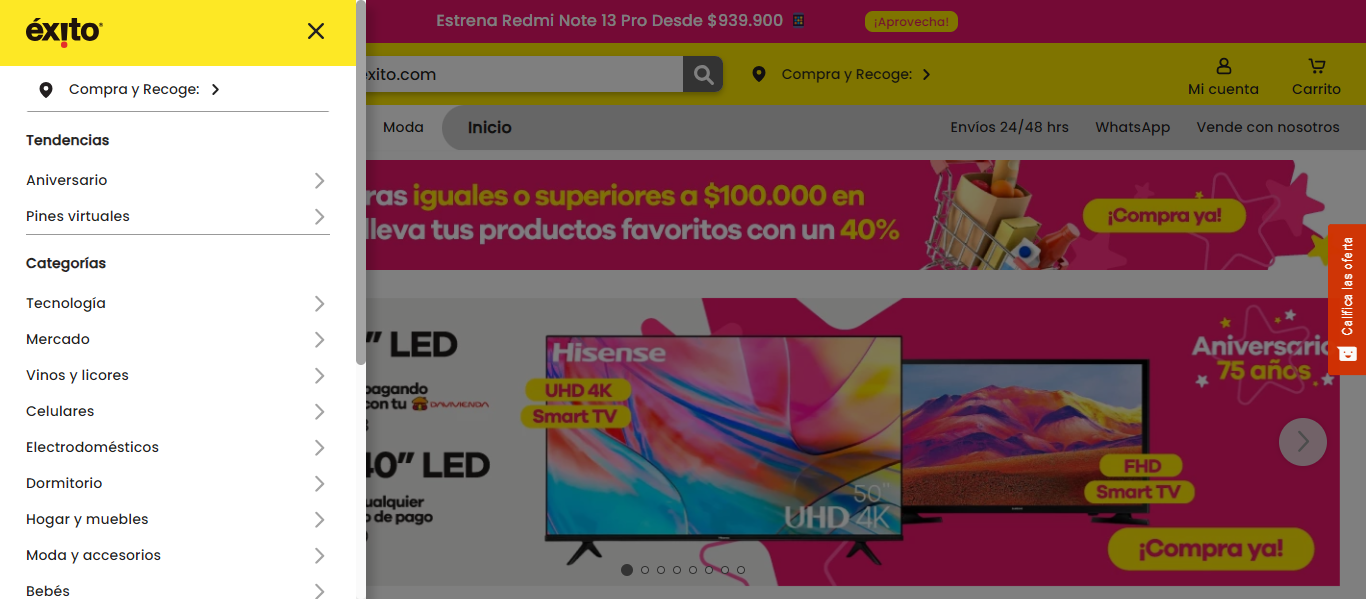 éxito
Compra y Recoge:
Tendencias
Aniversario
Pines virtuales
Categorías
Tecnología
Mercado
Vinos y licores
Celulares
Electrodomésticos
Dormitorio
Hogar y muebles
Moda y accesorios
Bebés
Estrena Redmi Note 13 Pro Desde $939.900
¡Aprovecha!
exito.com
Compra y Recoge:
Mi cuenta
Carrito
Moda
Inicio
Envíos 24/48 hrs
WhatsApp
Vende con nosotros
ras iguales o superiores a $100.000 en
lleva tus productos favoritos con un 40%
¡Compra ya!
Califica las oferta
” LED
pagando
con tu DAVIVIENDA
40” LED
ualquier
o de pago
Hisense
UHD 4K
Smart TV
50"
UHD 4K
FHD
Smart TV
Aniversario
75 años
¡Compra ya!